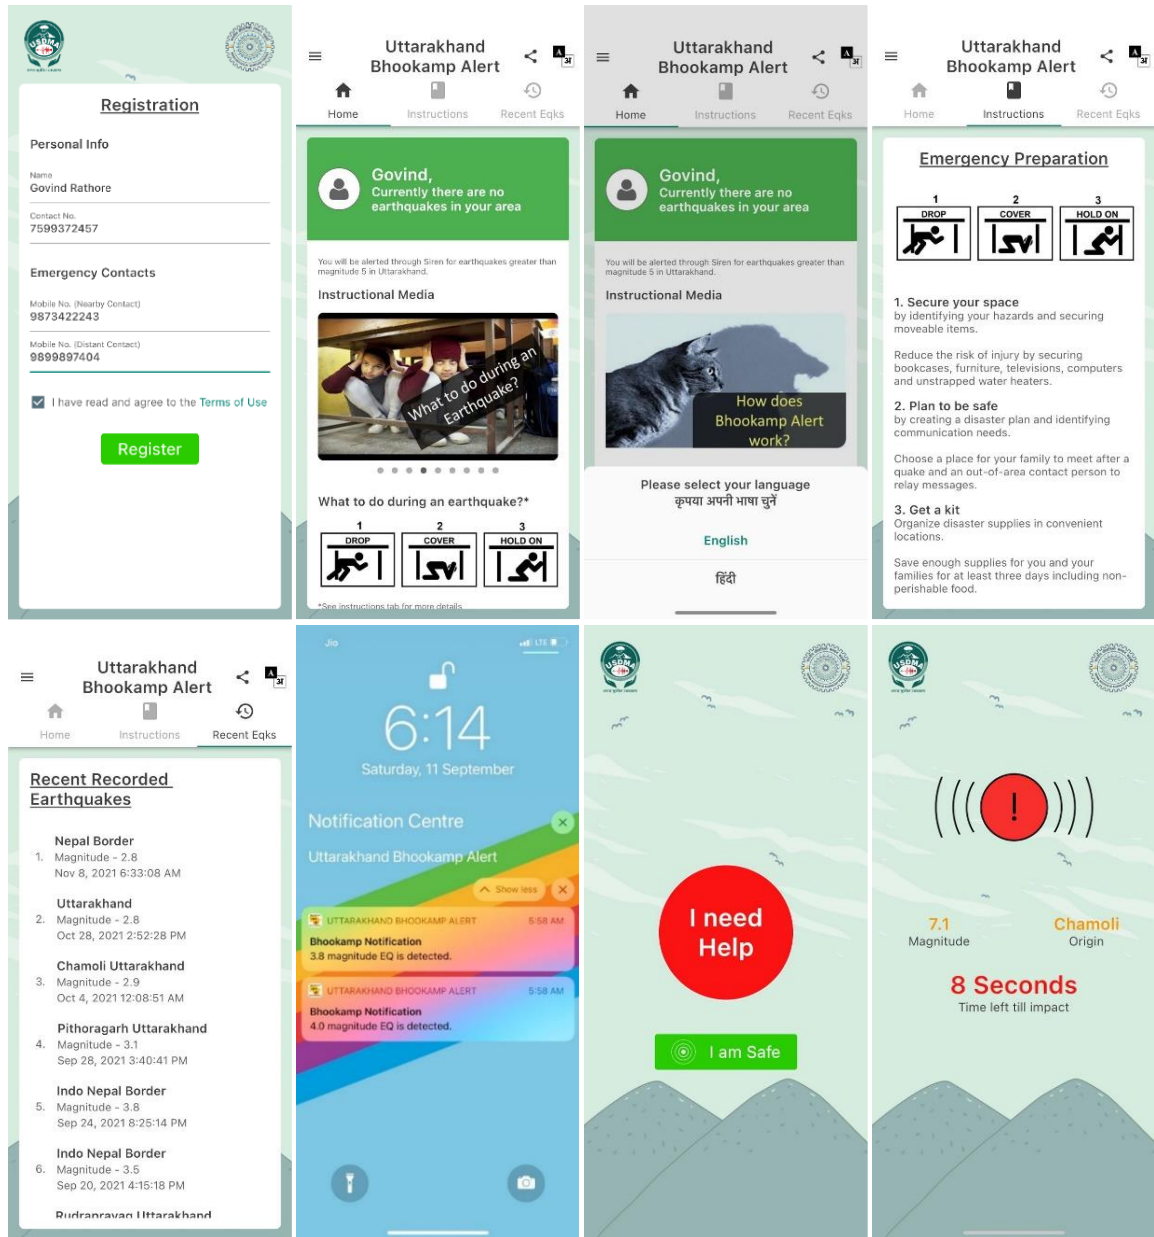 USDMA
Registration
Personal Info
Name
Govind Rathore
Contact No.
7599372457
Emergency Contacts
Mobile No. (Nearby Contact)
9873422243
Mobile No. (Distant Contact)
9899897404
I have read and agree to the Terms of Use
Register
Uttarakhand
Bhookamp Alert
A
अ
Home
Instructions
Recent Eqks
Govind,
Currently there are no
earthquakes in your area
You will be alerted through Siren for earthquakes greater than
magnitude 5 in Uttarakhand.
Instructional Media
What to do during an
Earthquake?
What to do during an earthquake?*
1
2
3
DROP
COVER
HOLD ON
*See instructions tab for more details
Uttarakhand
Bhookamp Alert
A
अ
Home
Instructions
Recent Eqks
Govind,
Currently there are no
earthquakes in your area
You will be alerted through Siren for earthquakes greater than
magnitude 5 in Uttarakhand.
Instructional Media
How does
Bhookamp Alert
work?
Please select your language
कृपया अपनी भाषा चुनें
English
हिंदी
Uttarakhand
Bhookamp Alert
A
अ
Home
Instructions
Recent Eqks
Emergency Preparation
1
2
3
DROP
COVER
HOLD ON
1. Secure your space
by identifying your hazards and securing
moveable items.
Reduce the risk of injury by securing
bookcases, furniture, televisions, computers
and unstrapped water heaters.
2. Plan to be safe
by creating a disaster plan and identifying
communication needs.
Choose a place for your family to meet after a
quake and an out-of-area contact person to
relay messages.
3. Get a kit
Organize disaster supplies in convenient
locations.
Save enough supplies for you and your
families for at least three days including non-
perishable food.
Uttarakhand
Bhookamp Alert
A
अ
Home
Instructions
Recent Eqks
Recent Recorded
Earthquakes
Nepal Border
1. Magnitude - 2.8
Nov 8, 2021 6:33:08 AM
Uttarakhand
2. Magnitude - 2.8
Oct 28, 2021 2:52:28 PM
Chamoli Uttarakhand
3. Magnitude - 2.9
Oct 4, 2021 12:08:51 AM
Pithoragarh Uttarakhand
4. Magnitude - 3.1
Sep 28, 2021 3:40:41 PM
Indo Nepal Border
5. Magnitude - 3.8
Sep 24, 2021 8:25:14 PM
Indo Nepal Border
6. Magnitude - 3.5
Sep 20, 2021 4:15:18 PM
Rudraprayag Uttarakhand
Jio
LTE
6:14
Saturday, 11 September
Notification Centre
Uttarakhand Bhookamp Alert
Show less
UTTARAKHAND BHOOKAMP ALERT 5:58 AM
Bhookamp Notification
3.8 magnitude EQ is detected.
UTTARAKHAND BHOOKAMP ALERT 5:58 AM
Bhookamp Notification
4.0 magnitude EQ is detected.
USDMA
I need
Help
I am Safe
USDMA
!
7.1
Magnitude
Chamoli
Origin
8 Seconds
Time left till impact